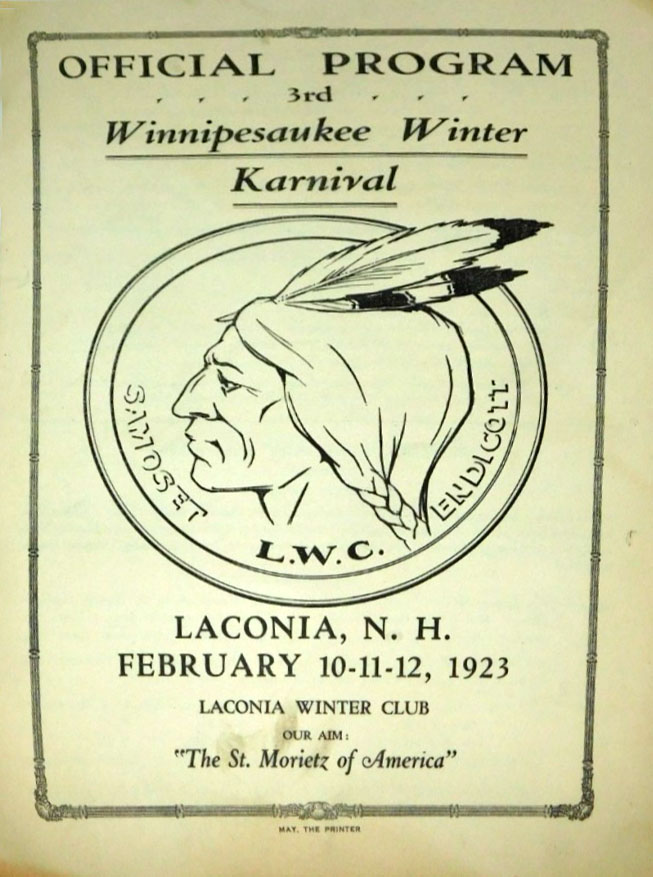 OFFICIAL PROGRAM
. . . 3rd . . .
Winnipesaukee Winter
Karnival
SAMOSET
ENDICOTT
L.W.C.
LACONIA, N. H.
FEBRUARY 10-11-12, 1923
LACONIA WINTER CLUB
OUR AIM:
"The St. Morietz of America"
MAY, THE PRINTER